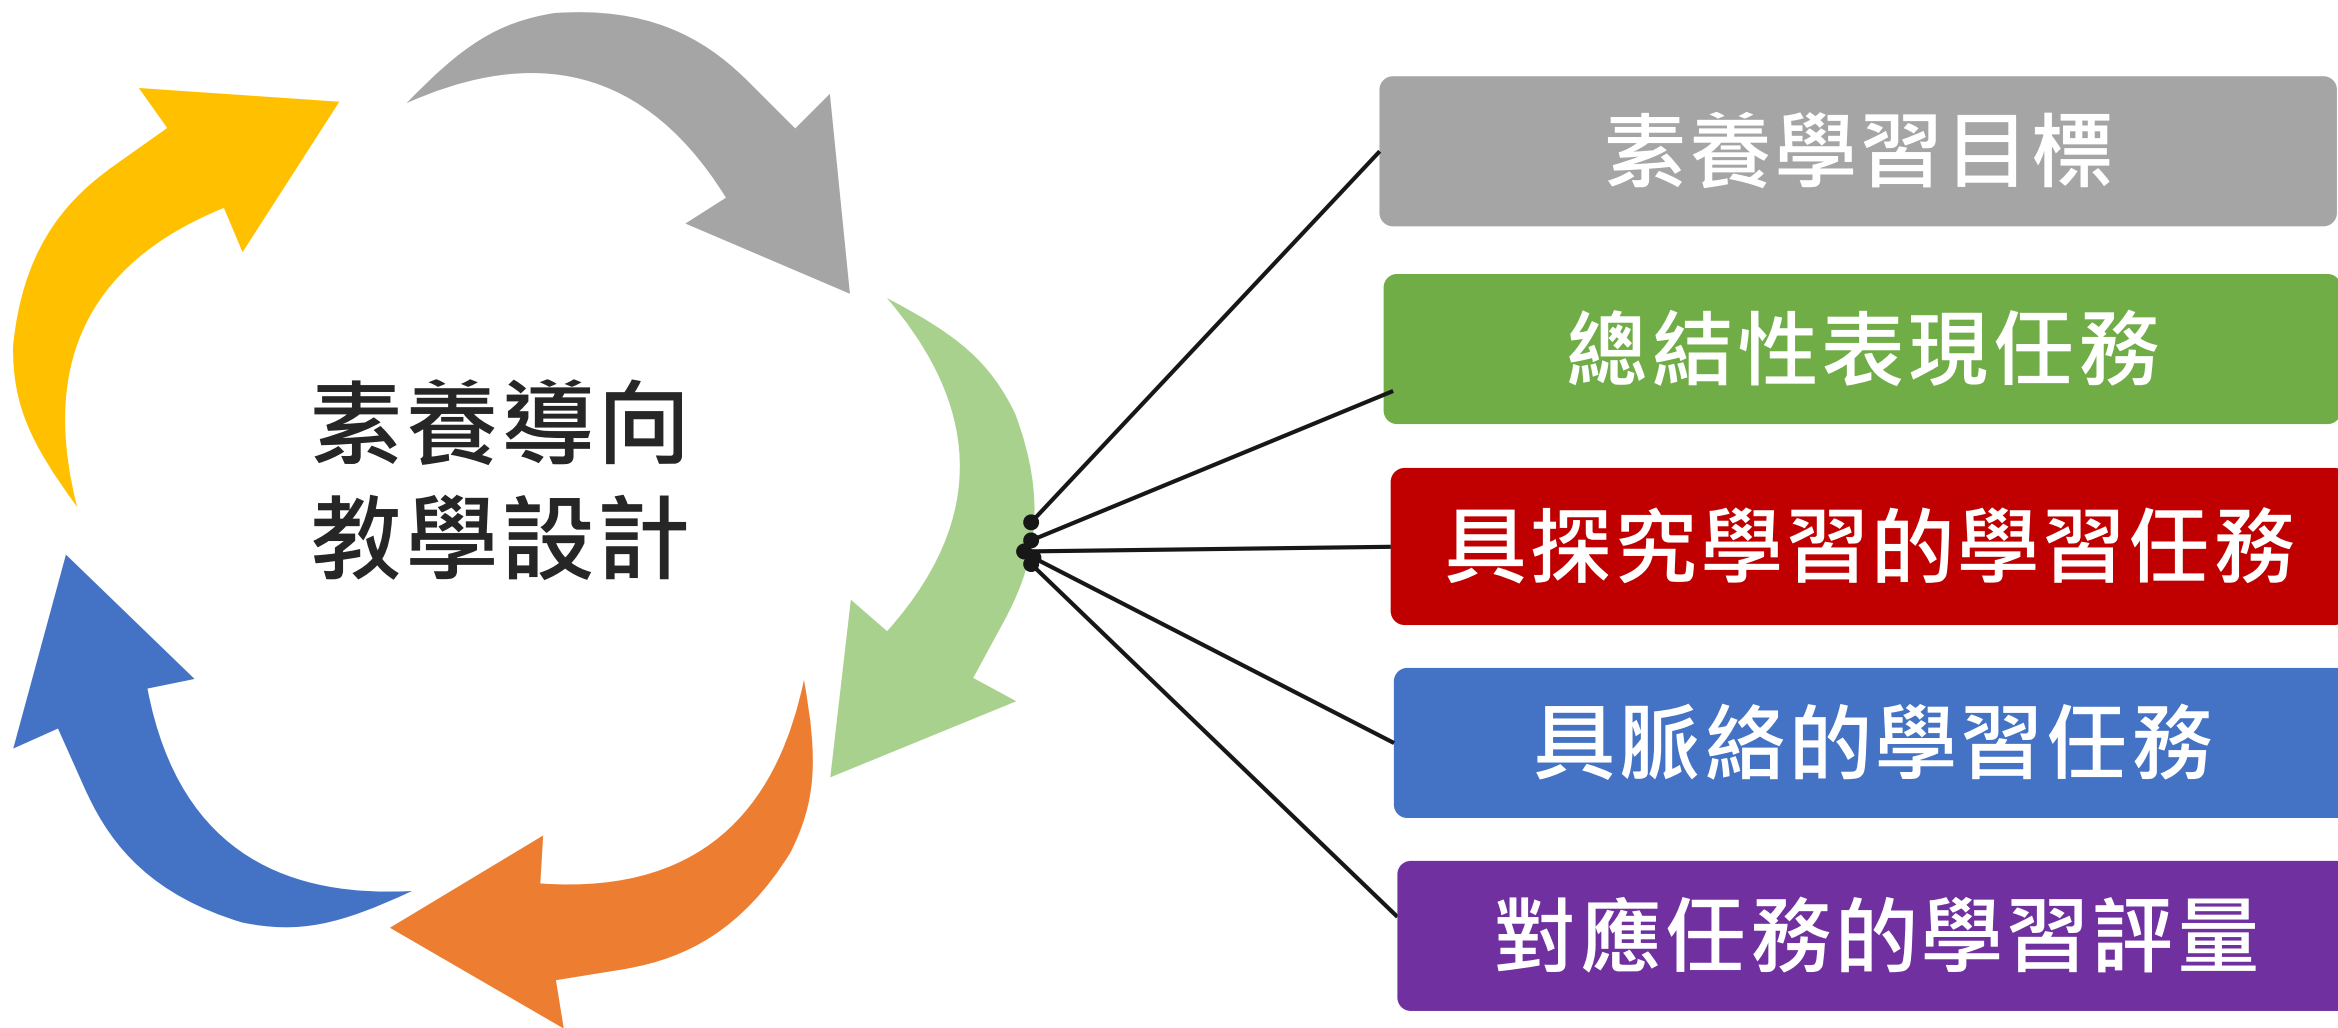 素養導向
教學設計
素養學習目標
總結性表現任務
具探究學習的學習任務
具脈絡的學習任務
對應任務的學習評量